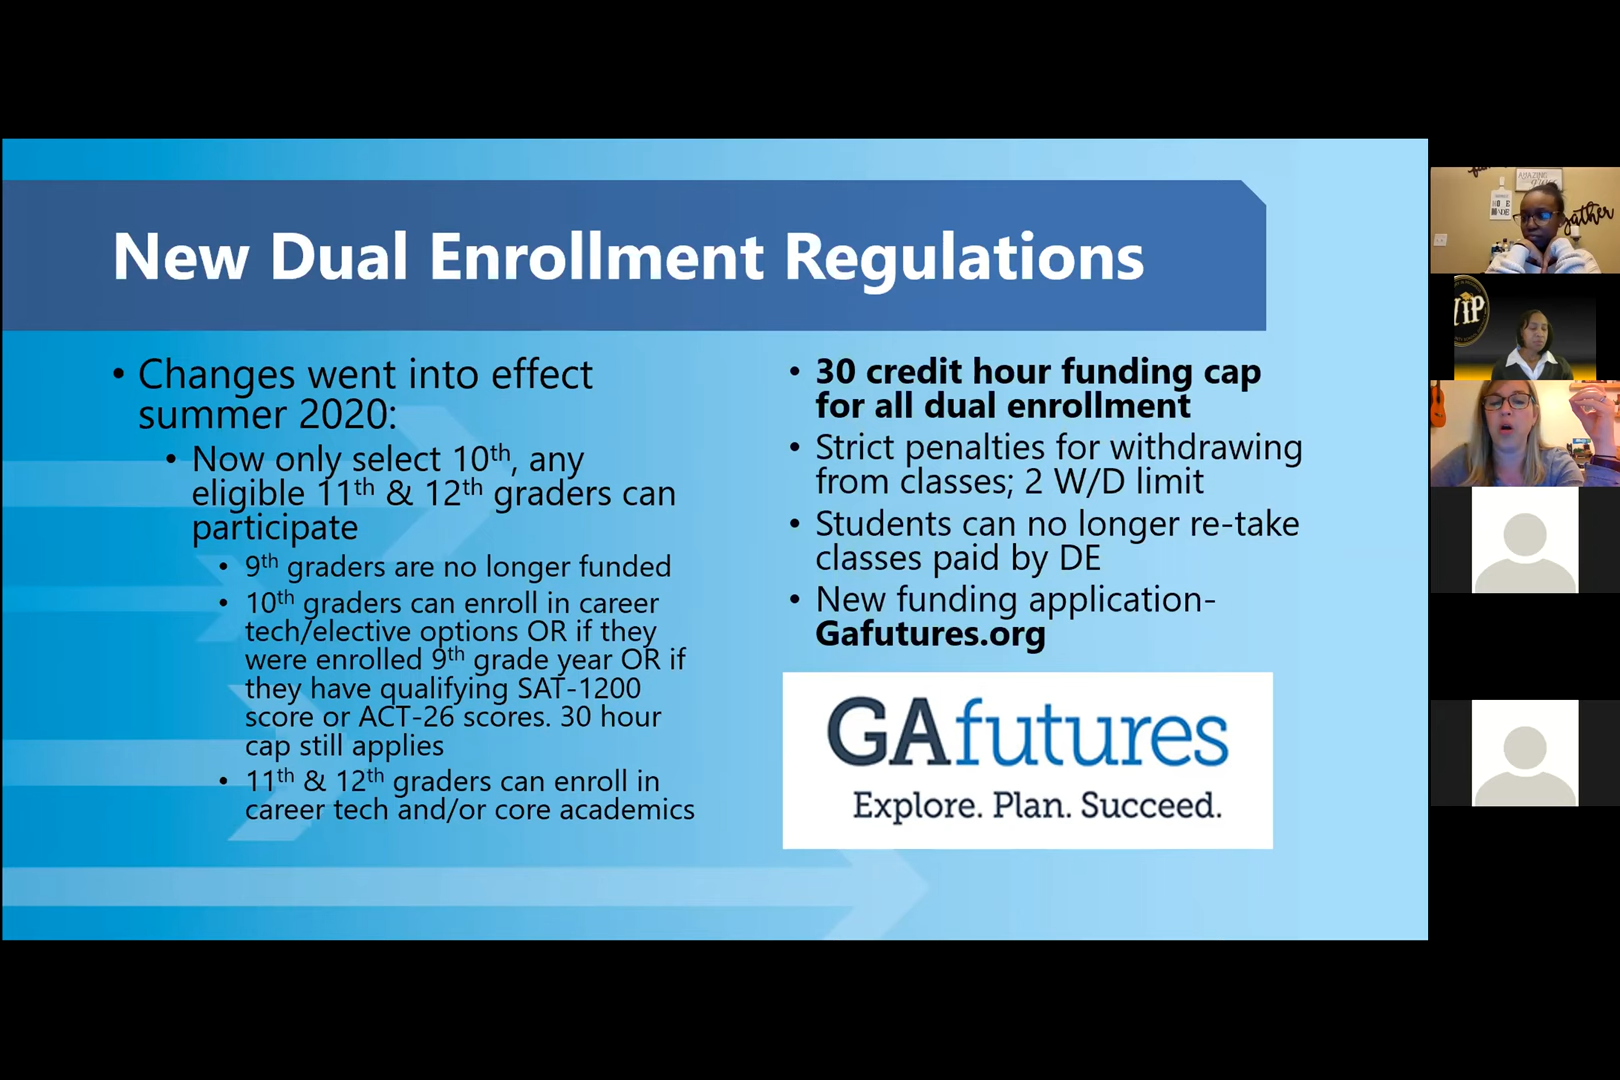 New Dual Enrollment Regulations
• Changes went into effect
summer 2020:
• Now only select 10th, any
eligible 11th & 12th graders can
participate
• 9th graders are no longer funded
• 10th graders can enroll in career
tech/elective options OR if they
were enrolled 9th grade year OR if
they have qualifying SAT-1200
score or ACT-26 scores. 30 hour
cap still applies
• 11th & 12th graders can enroll in
career tech and/or core academics
• 30 credit hour funding cap
for all dual enrollment
• Strict penalties for withdrawing
from classes; 2 W/D limit
• Students can no longer re-take
classes paid by DE
• New funding application-
Gafutures.org
GAfutures
Explore. Plan. Succeed.
AMAZING
gather